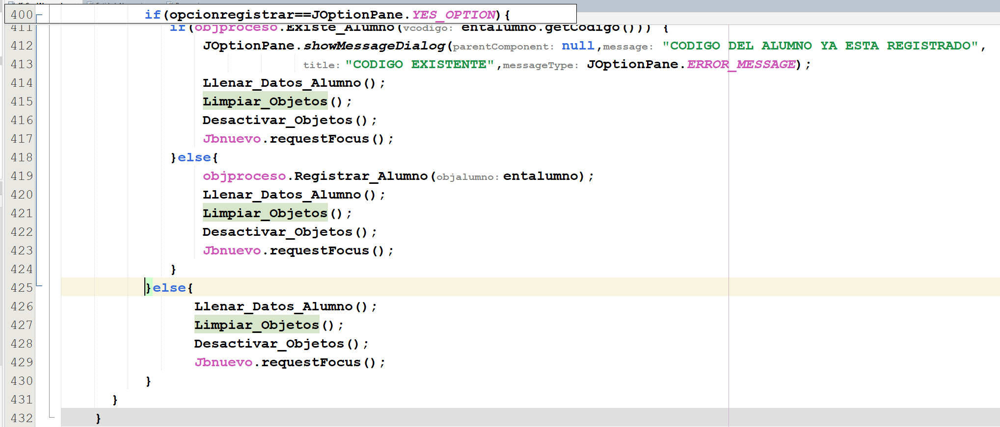 400 if(opcionregistrar==JOptionPane.YES_OPTION){
411 if(objproceso.Existe_Alumno(vcodigo: entalumno.getCodigo())) {
412 JOptionPane.showMessageDialog(parentComponent: null,message: "CODIGO DEL ALUMNO YA ESTA REGISTRADO",
413 title: "CODIGO EXISTENTE",messageType: JOptionPane.ERROR_MESSAGE);
414 Llenar_Datos_Alumno();
415 Limpiar_Objetos();
416 Desactivar_Objetos();
417 Jbnuevo.requestFocus();
418 }else{
419 objproceso.Registrar_Alumno(objalumno: entalumno);
420 Llenar_Datos_Alumno();
421 Limpiar_Objetos();
422 Desactivar_Objetos();
423 Jbnuevo.requestFocus();
424 }
425 }else{
426 Llenar_Datos_Alumno();
427 Limpiar_Objetos();
428 Desactivar_Objetos();
429 Jbnuevo.requestFocus();
430 }
431 }
432 }